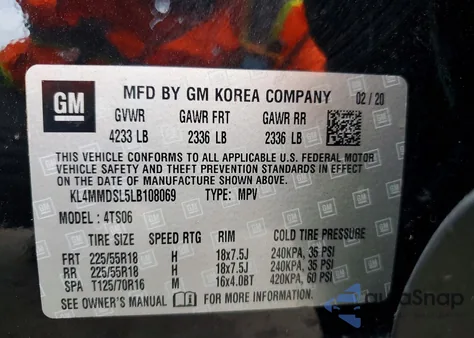 GM MFD BY GM KOREA COMPANY 02 / 20
GVWR GAWR FRT GAWR RR
4233 LB 2336 LB 2336 LB
THIS VEHICLE CONFORMS TO ALL APPLICABLE U.S. FEDERAL MOTOR
VEHICLE SAFETY AND THEFT PREVENTION STANDARDS IN EFFECT
ON THE DATE OF MANUFACTURE SHOWN ABOVE.
KL4MMDSL5LB108069 TYPE: MPV
MODEL : 4TS06
TIRE SIZE SPEED RTG RIM COLD TIRE PRESSURE
FRT 225/55R18 H 18x7.5J 240KPA, 35 PSI
RR 225/55R18 H 18x7.5J 240KPA, 35 PSI
SPA T125/70R16 M 16x4.0BT 420KPA, 60 PSI
SEE OWNER'S MANUAL FOR MORE INFORMATION
AutoSnap